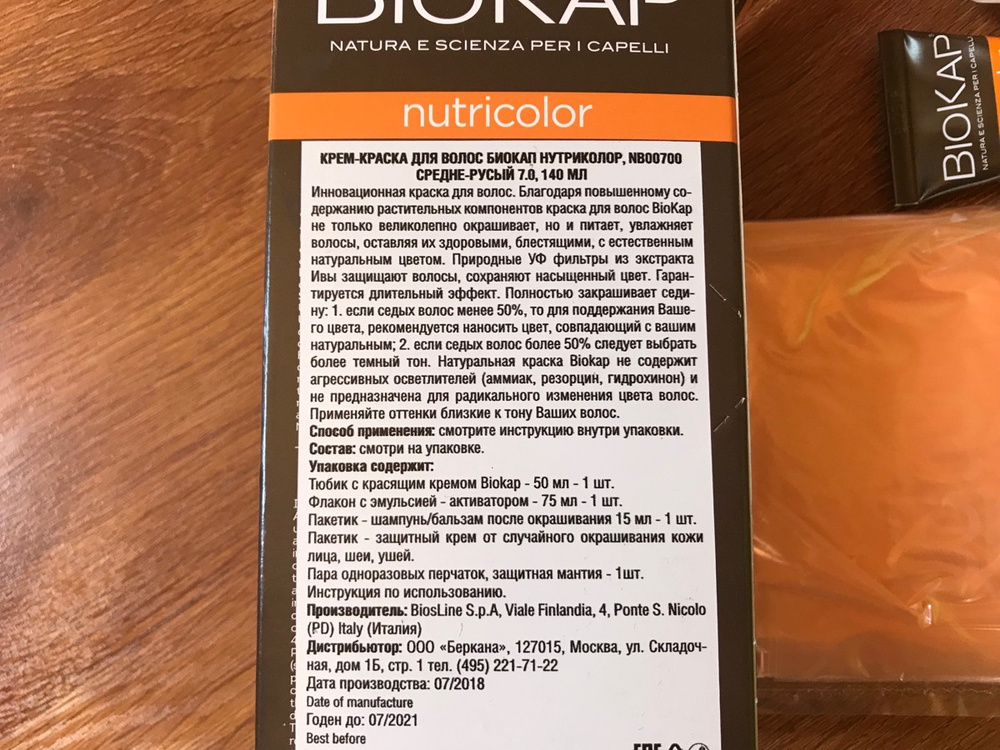 BIOKAP
NATURA E SCIENZA PER I CAPELLI
nutricolor
КРЕМ-КРАСКА ДЛЯ ВОЛОС БИОКАП НУТРИКОЛОР, NB00700
СРЕДНЕ-РУСЫЙ 7.0, 140 МЛ
Инновационная краска для волос. Благодаря повышенному со-
держанию растительных компонентов краска для волос BioKap
не только великолепно окрашивает, но и питает, увлажняет
волосы, оставляя их здоровыми, блестящими, с естественным
натуральным цветом. Природные УФ фильтры из экстракта
Ивы защищают волосы, сохраняют насыщенный цвет. Гаран-
тируется длительный эффект. Полностью закрашивает седи-
ну: 1. если седых волос менее 50%, то для поддержания Ваше-
го цвета, рекомендуется наносить цвет, совпадающий с вашим
натуральным; 2. если седых волос более 50% следует выбрать
более темный тон. Натуральная краска Biokap не содержит
агрессивных осветлителей (аммиак, резорцин, гидрохинон) и
не предназначена для радикального изменения цвета волос.
Применяйте оттенки близкие к тону Ваших волос.
Способ применения: смотрите инструкцию внутри упаковки.
Состав: смотри на упаковке.
Упаковка содержит:
Тюбик с красящим кремом Biokap - 50 мл - 1 шт.
Флакон с эмульсией - активатором - 75 мл - 1 шт.
Пакетик - шампунь/бальзам после окрашивания 15 мл - 1 шт.
Пакетик - защитный крем от случайного окрашивания кожи
лица, шеи, ушей.
Пара одноразовых перчаток, защитная мантия - 1шт.
Инструкция по использованию.
Производитель: BiosLine S.p.A, Viale Finlandia, 4, Ponte S. Nicolo
(PD) Italy (Италия)
Дистрибьютор: ООО «Беркана», 127015, Москва, ул. Складоч-
ная, дом 1Б, стр. 1 тел. (495) 221-71-22
Дата производства: 07/2018
Date of manufacture
Годен до: 07/2021
Best before
BIOKAP
NATURA E SCIENZA PER I CAPELLI